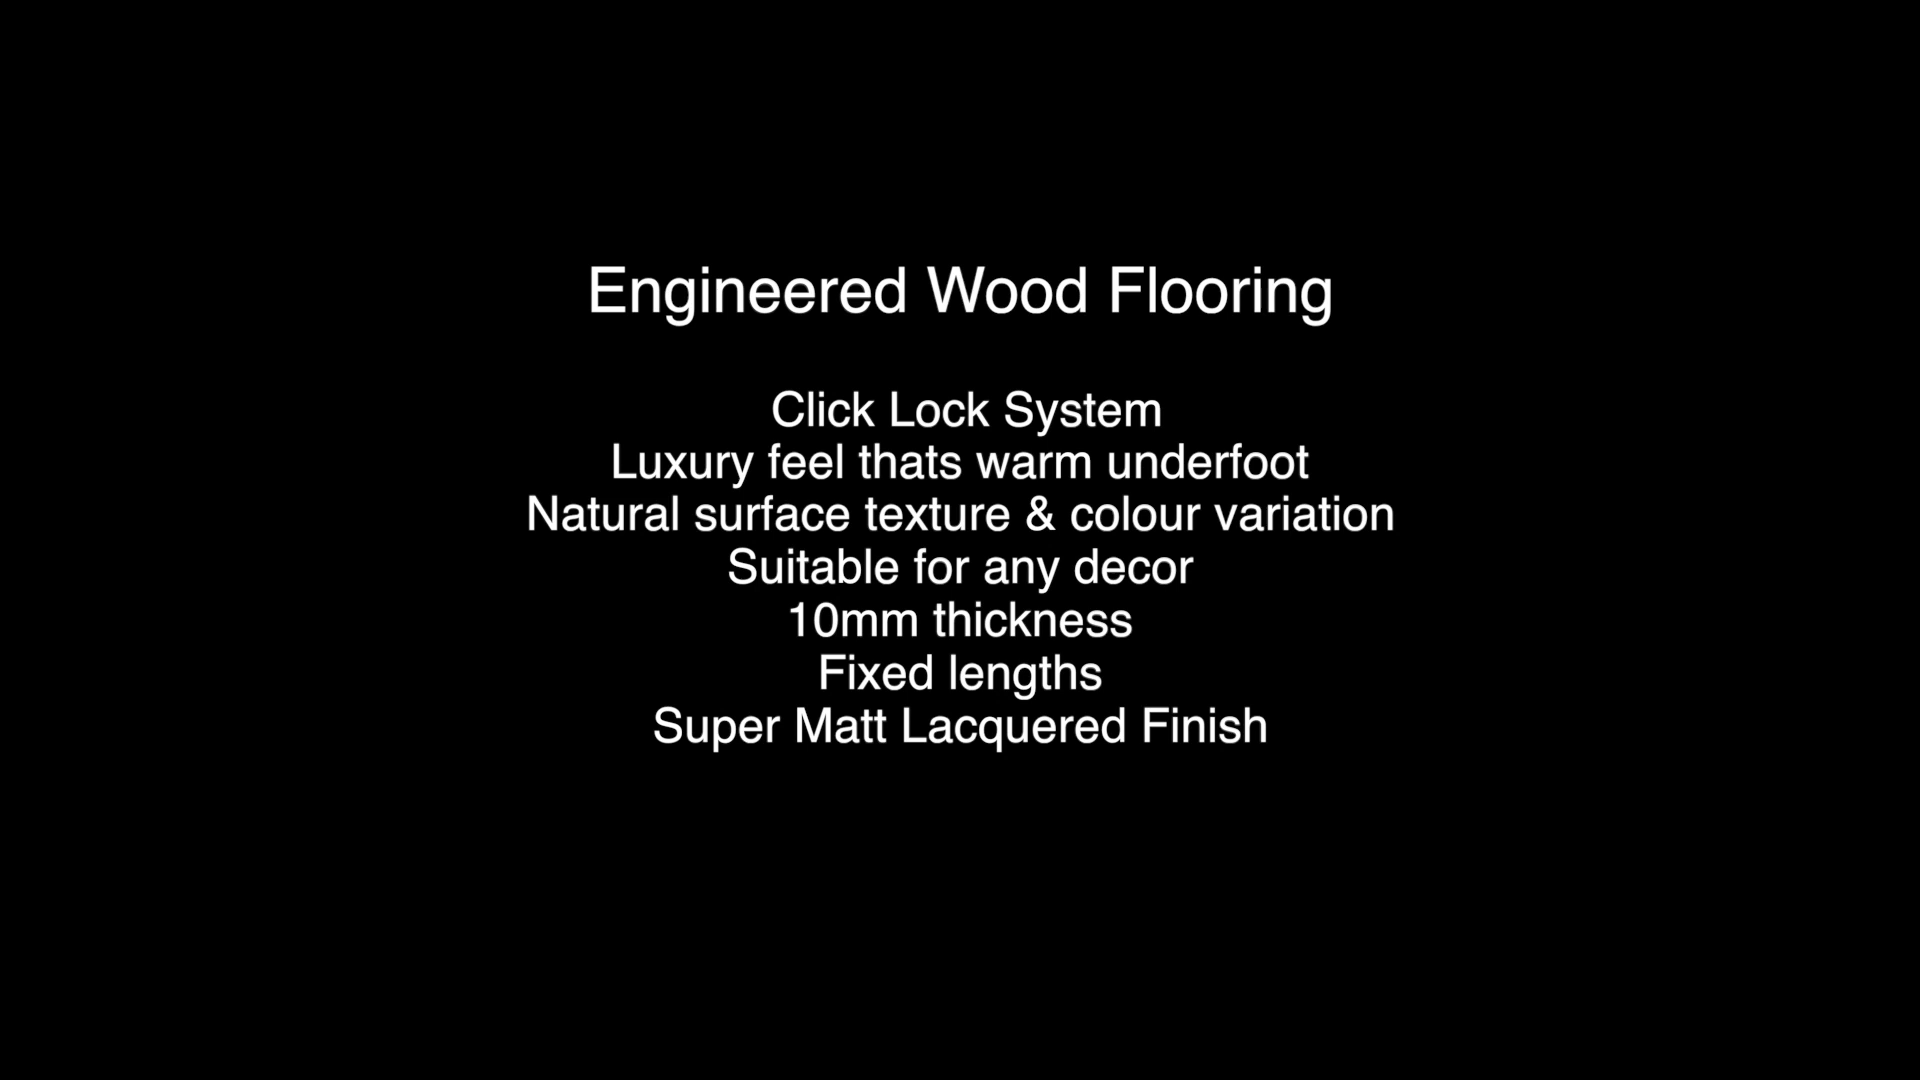 Engineered Wood Flooring
Click Lock System
Luxury feel thats warm underfoot
Natural surface texture & colour variation
Suitable for any decor
10mm thickness
Fixed lengths
Super Matt Lacquered Finish